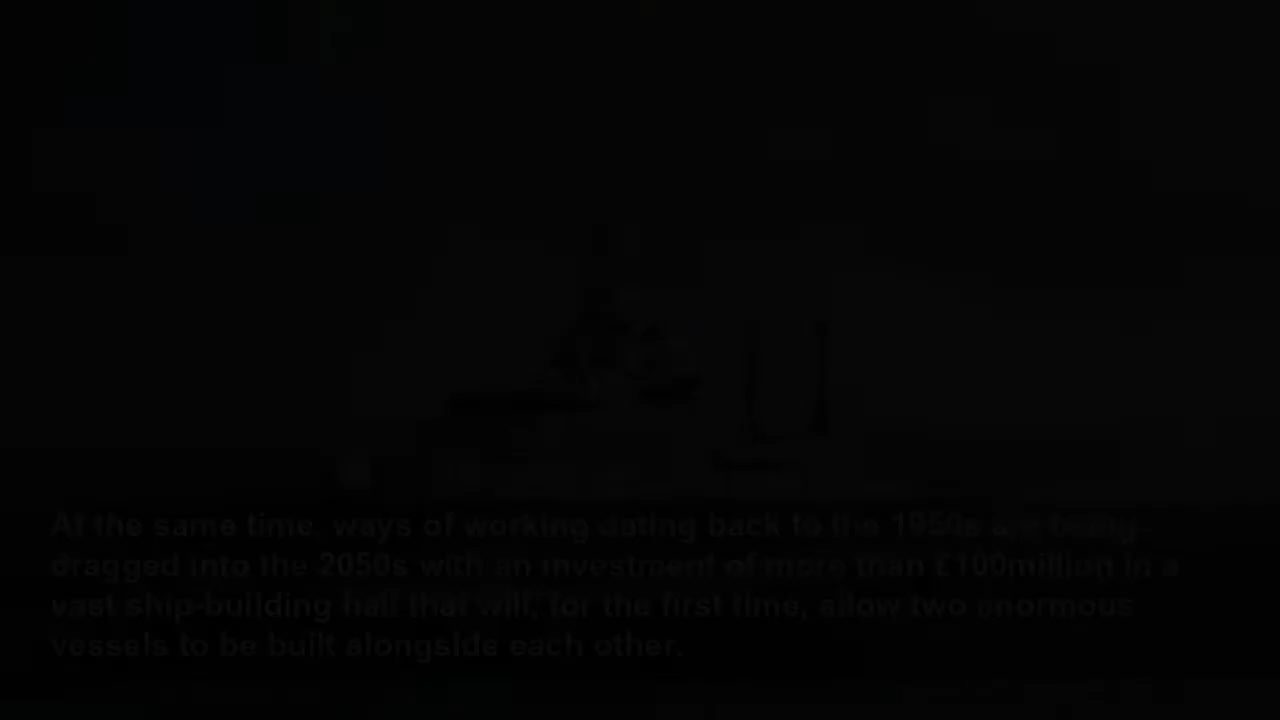 At the same time, ways of working dating back to the 1950s are being
dragged into the 2050s with an investment of more than £100million in a
vast ship-building hall that will, for the first time, allow two enormous
vessels to be built alongside each other.